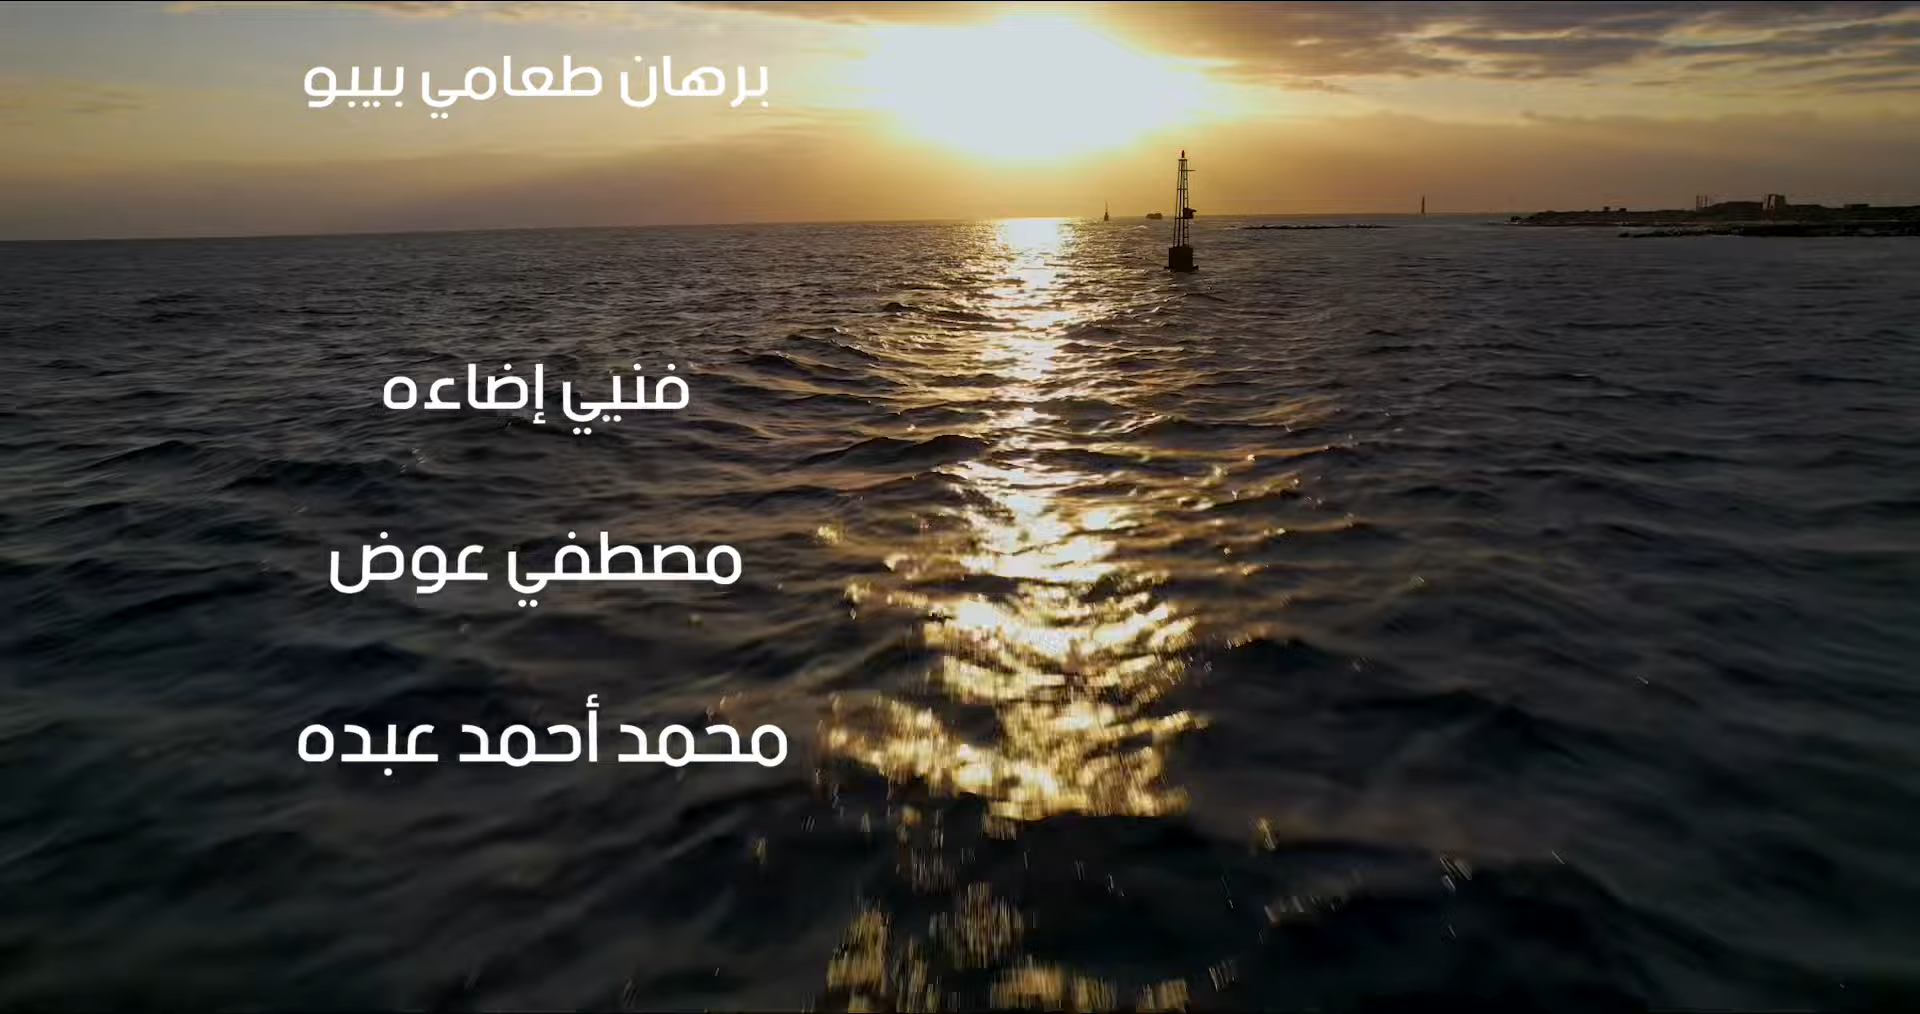 برهان طعامي بيبو
فنيي إضاءه
مصطفي عوض
محمد أحمد عبده